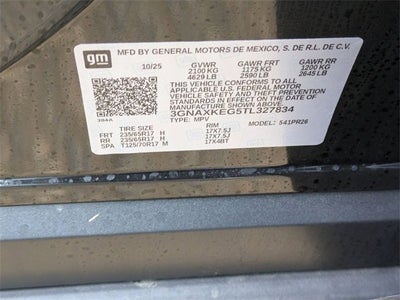 gm
MFD BY GENERAL MOTORS DE MEXICO, S. DE R.L. DE C.V.
10/25 GVWR GAWR FRT GAWR RR
2100 KG 1175 KG 1200 KG
4629 LB 2590 LB 2645 LB
THIS VEHICLE CONFORMS TO ALL
APPLICABLE U.S. FEDERAL MOTOR
VEHICLE SAFETY AND THEFT PREVENTION
STANDARDS IN EFFECT ON THE DATE OF
MANUFACTURE SHOWN ABOVE.
3GNAXKEG5TL327834
TYPE: MPV MODEL: 541PR26
TIRE SIZE RIM
FRT 235/65R17 H 17X7.5J
RR 235/65R17 H 17X7.5J
SPA T125/70R17 M 17X4BT